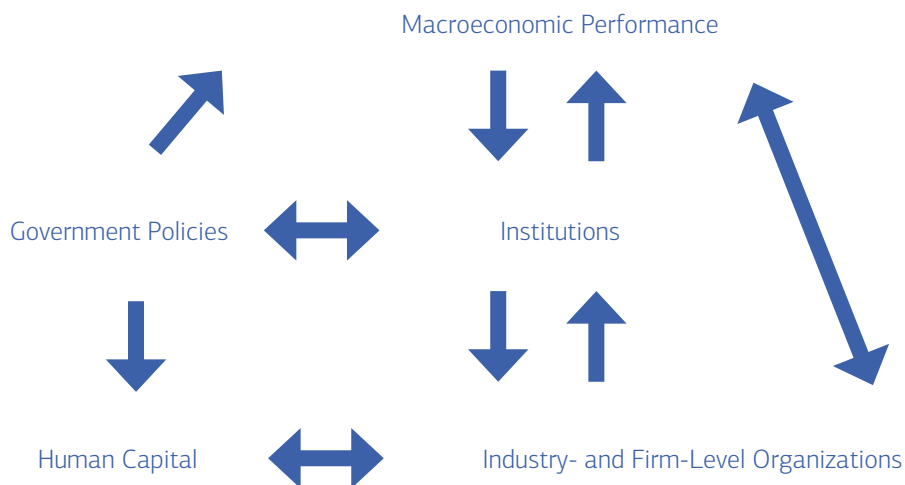 Macroeconomic Performance
Government Policies
Institutions
Human Capital
Industry- and Firm-Level Organizations